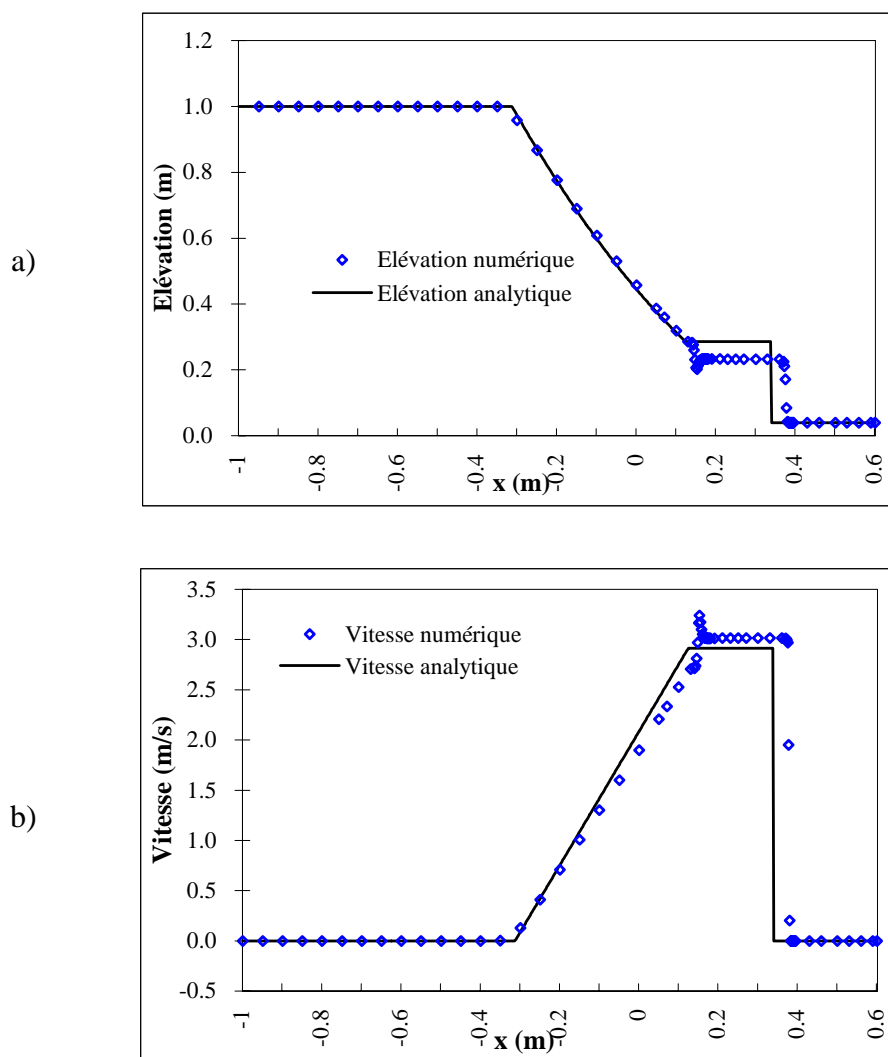 a)
Elévation (m)
1.2
1.0
0.8
0.6
0.4
0.2
0.0
Elévation numérique
Elévation analytique
-1 -0.8 -0.6 -0.4 -0.2 0 0.2 0.4 0.6
x (m)
b)
Vitesse (m/s)
3.5
3.0
2.5
2.0
1.5
1.0
0.5
0.0
-0.5
Vitesse numérique
Vitesse analytique
-1 -0.8 -0.6 -0.4 -0.2 0 0.2 0.4 0.6
x (m)